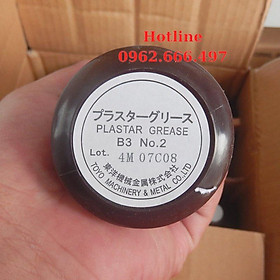 Hotline
0962.666.497
プラスターグリース
PLASTAR GREASE
B3 No.2
Lot. 4M 07C08
東洋機械金属株式会社
TOYO MACHINERY & METAL CO.,LTD